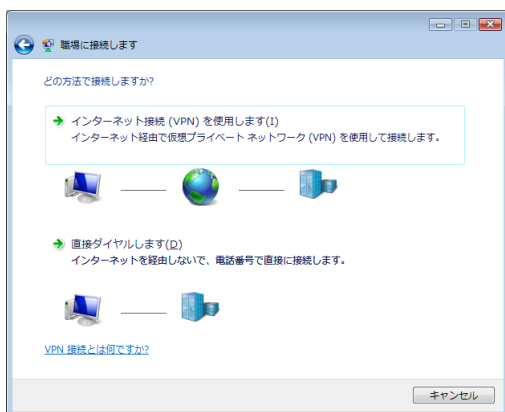 職場に接続します
どの方法で接続しますか?
インターネット接続 (VPN) を使用します(I)
インターネット経由で仮想プライベート ネットワーク (VPN) を使用して接続します。
直接ダイヤルします(D)
インターネットを経由しないで、電話番号で直接に接続します。
VPN 接続とは何ですか?
キャンセル